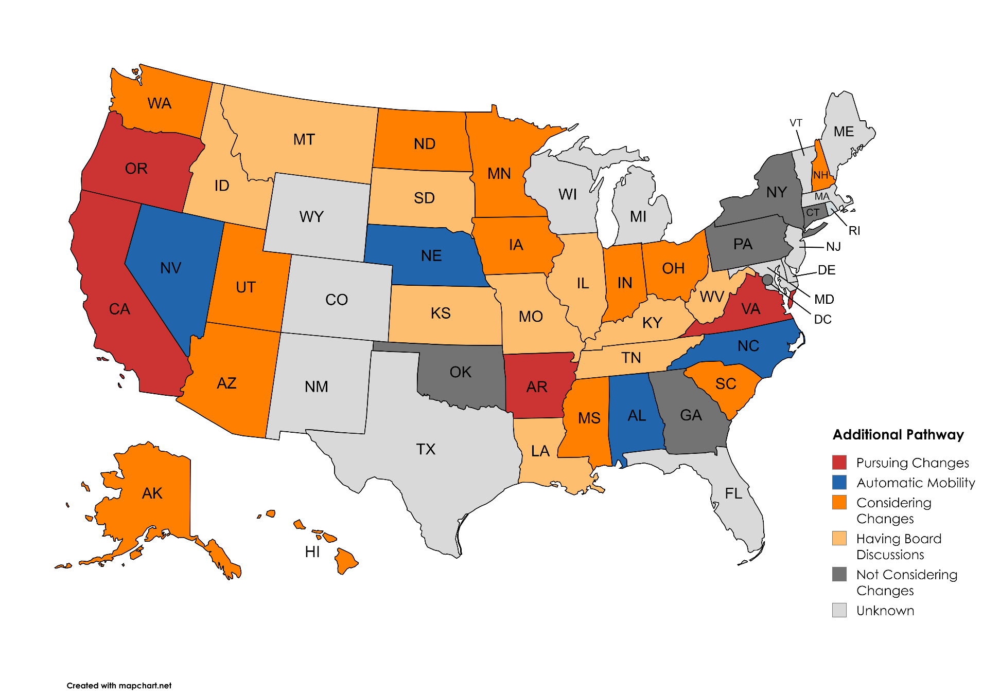 WA
OR
CA
NV
ID
MT
WY
UT
CO
AZ
NM
ND
SD
NE
KS
OK
TX
MN
IA
MO
AR
LA
WI
IL
MI
IN
OH
KY
TN
MS
AL
GA
FL
SC
NC
VA
WV
PA
NY
VT
NH
ME
MA
CT
RI
NJ
DE
MD
DC
AK
HI
Additional Pathway
Pursuing Changes
Automatic Mobility
Considering
Changes
Having Board
Discussions
Not Considering
Changes
Unknown
Created with mapchart.net